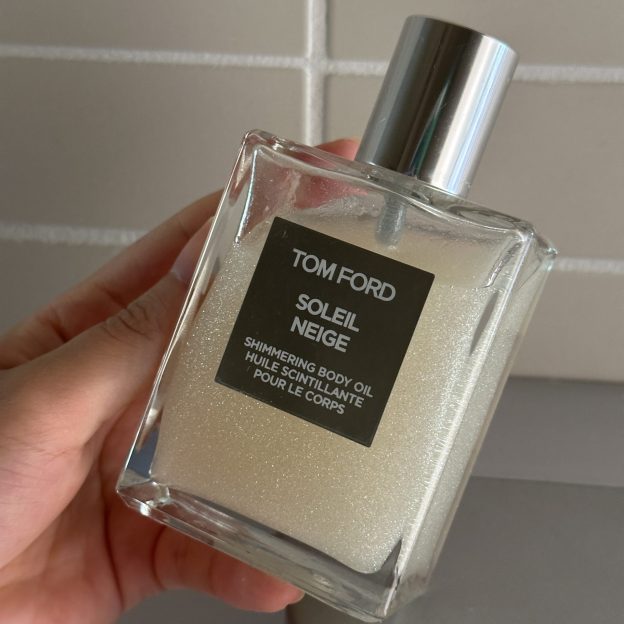 TOM FORD
SOLEIL
NEIGE
SHIMMERING BODY OIL
HUILE SCINTILLANTE
POUR LE CORPS